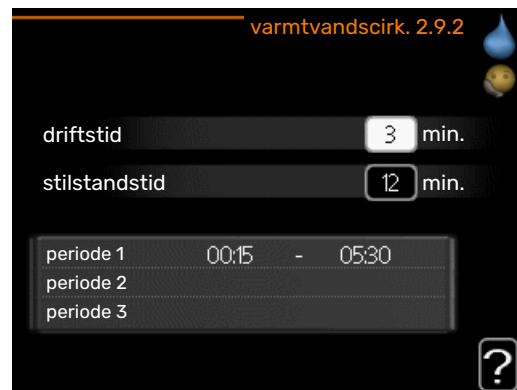 varmtvandscirk. 2.9.2
driftstid 3 min.
stilstandstid 12 min.
periode 1 00:15 - 05:30
periode 2
periode 3
?